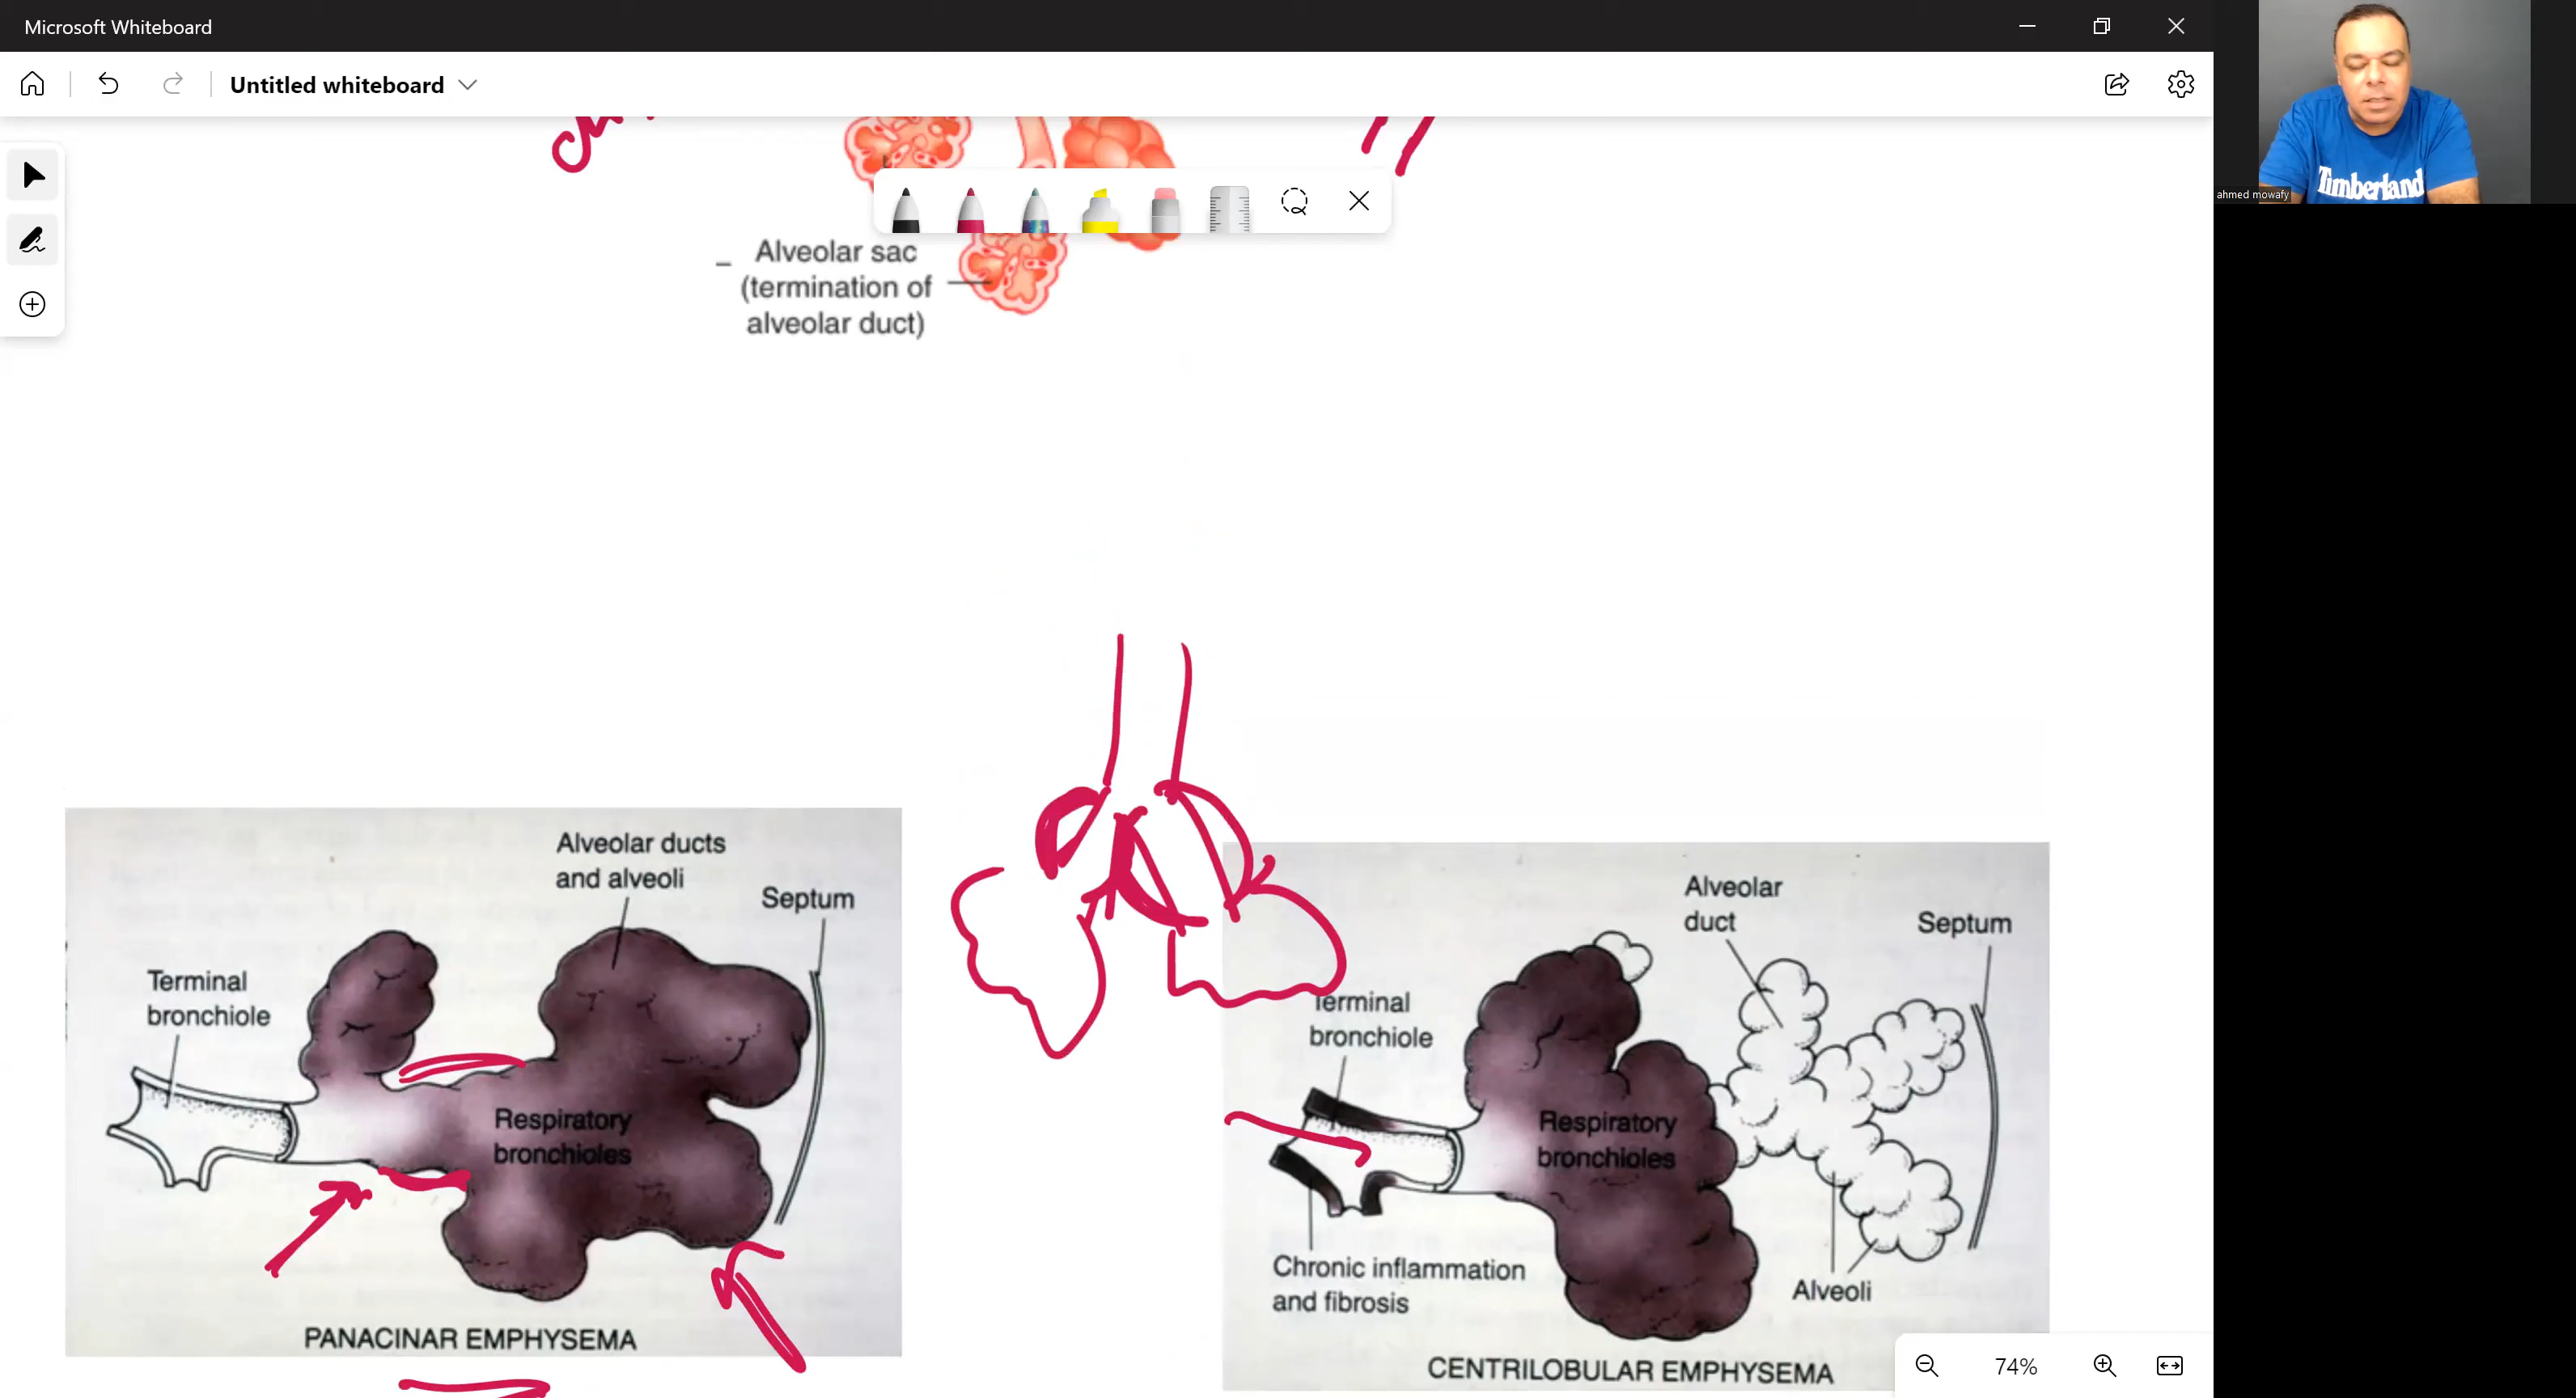 Microsoft Whiteboard
Untitled whiteboard
Timberland
ahmed mowafy
Alveolar sac
(termination of
alveolar duct)
Alveolar ducts
and alveoli
Septum
Terminal
bronchiole
Respiratory
bronchioles
PANACINAR EMPHYSEMA
Alveolar
duct
Septum
Terminal
bronchiole
Respiratory
bronchioles
Chronic inflammation
and fibrosis
Alveoli
CENTRILOBULAR EMPHYSEMA
74%